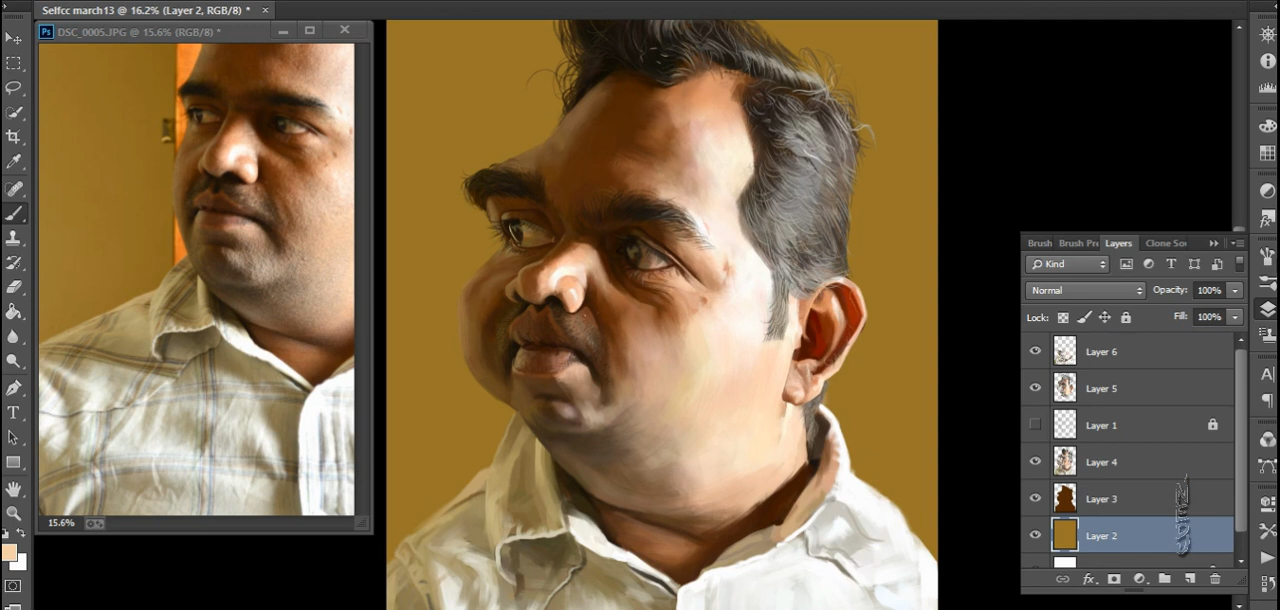 Selfcc march13 @ 16.2% (Layer 2, RGB/8) *
Ps DSC_0005.JPG @ 15.6% (RGB/8) *
15.6%
Brush Brush Pre Layers Clone Sou
Kind
Normal Opacity: 100%
Lock: Fill: 100%
Layer 6
Layer 5
Layer 1
Layer 4
Layer 3
Layer 2
fx